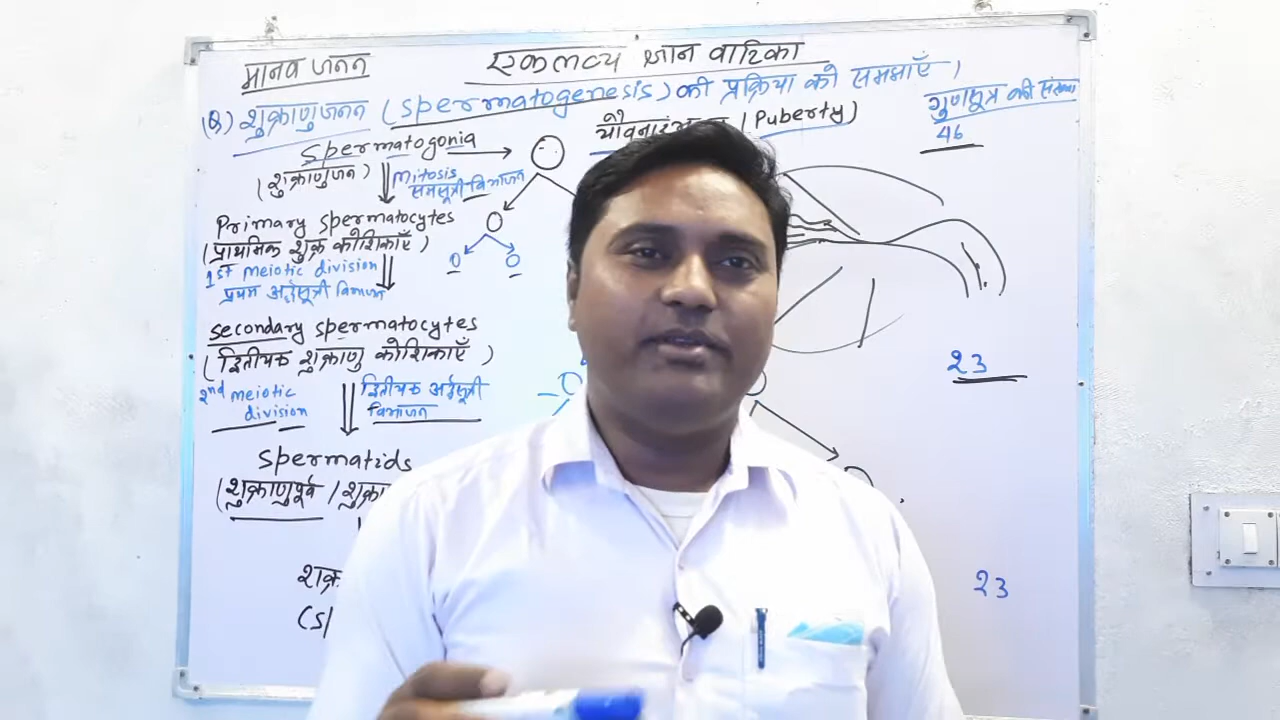 मानव जनन
एकलव्य ज्ञान वाटिका
(Q) शुक्राणुजनन (spermatogenesis) की प्रक्रिया को समझाएँ।
गुणसूत्र की संख्या
46
Spermatogonia
(शुक्राणुजन)
mitosis
समसूत्री विभाजन
/ Puberty)
Primary spermatocytes
(प्राथमिक शुक्र कोशिकाएँ)
1st meiotic division
प्रथम अर्द्धसूत्री विभाजन
secondary spermatocytes
(द्वितीयक शुक्राणु कोशिकाएँ)
23
2nd meiotic
division
द्वितीयक अर्द्धसूत्री
विभाजन
spermatids
(शुक्राणुपूर्व /
23